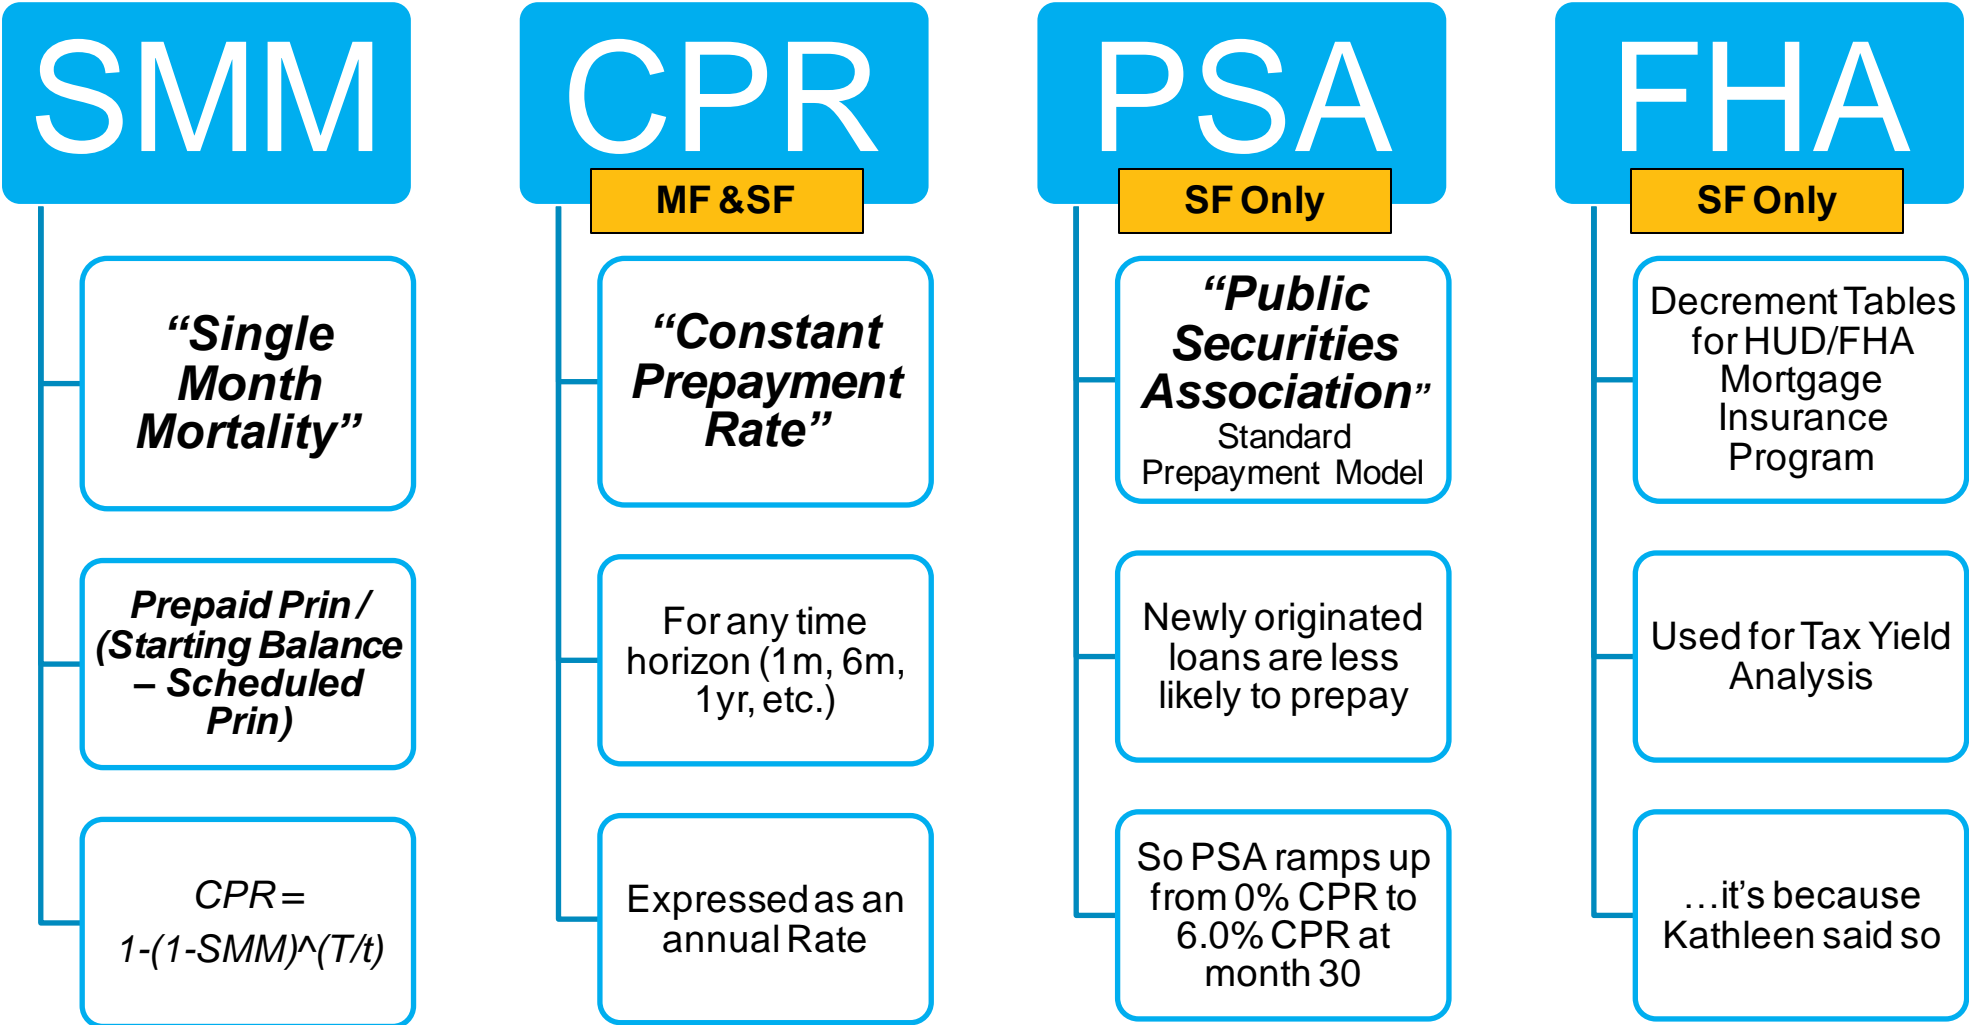 SMM
"Single
Month
Mortality"
Prepaid Prin /
(Starting Balance
– Scheduled
Prin)
CPR =
1-(1-SMM)^(T/t)
CPR
MF &SF
“Constant
Prepayment
Rate”
For any time
horizon (1m, 6m,
1yr, etc.)
Expressed as an
annual Rate
PSA
SF Only
“Public
Securities
Association”
Standard
Prepayment Model
Newly originated
loans are less
likely to prepay
So PSA ramps up
from 0% CPR to
6.0% CPR at
month 30
FHA
SF Only
Decrement Tables
for HUD/FHA
Mortgage
Insurance
Program
Used for Tax Yield
Analysis
…it’s because
Kathleen said so